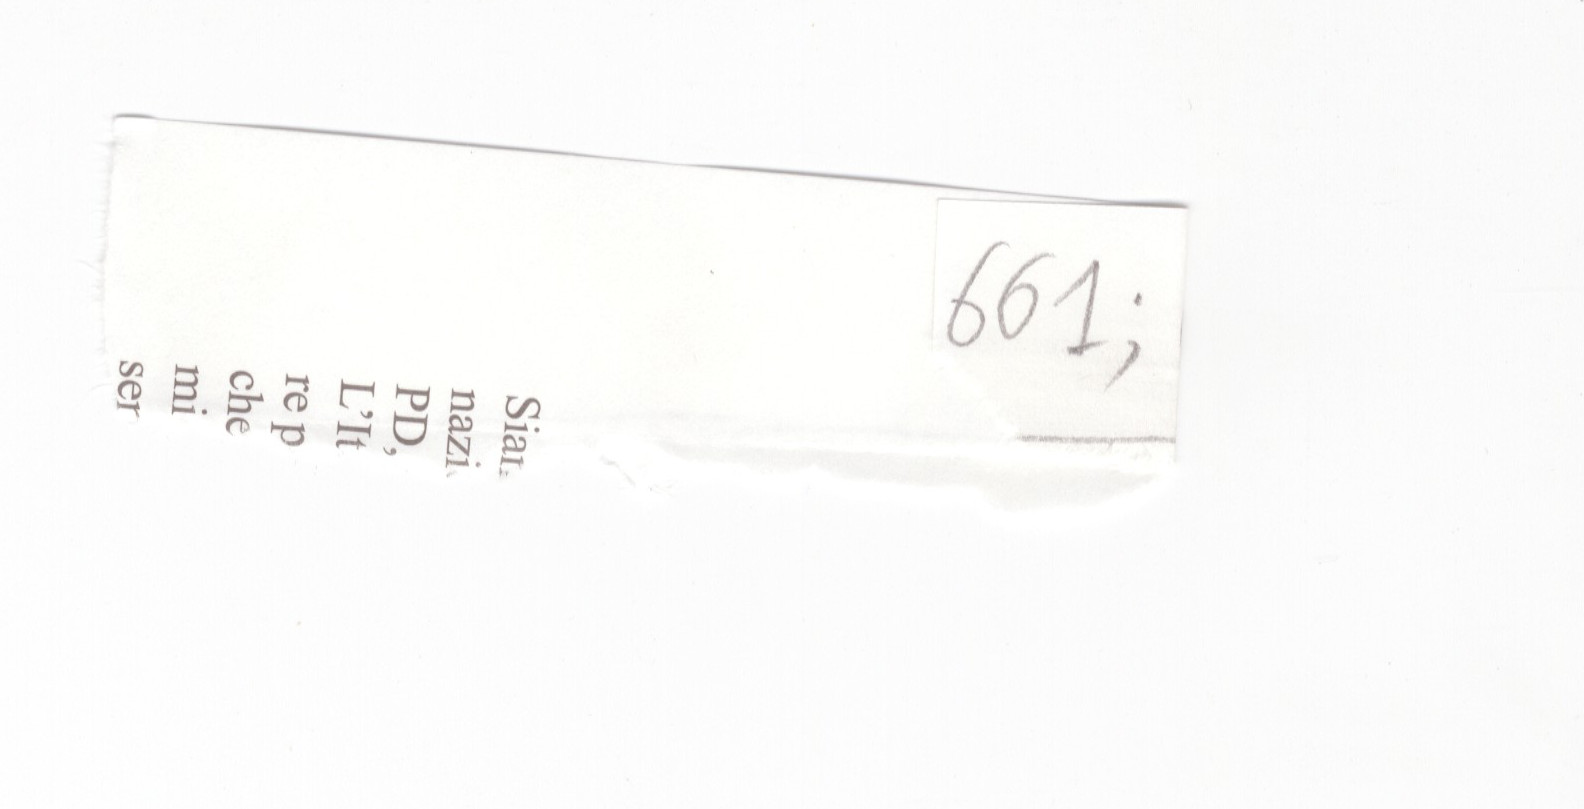 661;
Siar
nazi
PD,
L'It
re p
che
mi
ser